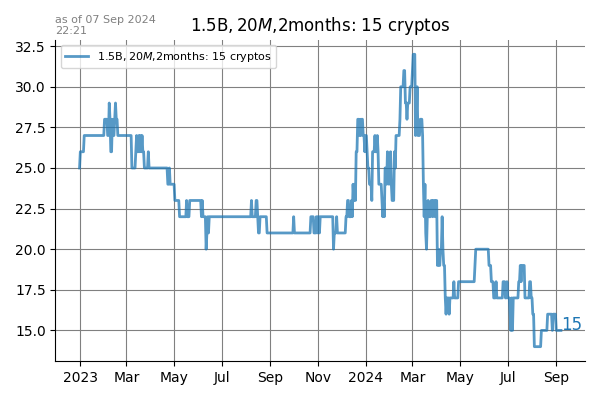 as of 07 Sep 2024
22:21
1.5B, 20M,2months: 15 cryptos
1.5B, 20M,2months: 15 cryptos
32.5
30.0
27.5
25.0
22.5
20.0
17.5
15.0
15
2023 Mar May Jul Sep Nov 2024 Mar May Jul Sep